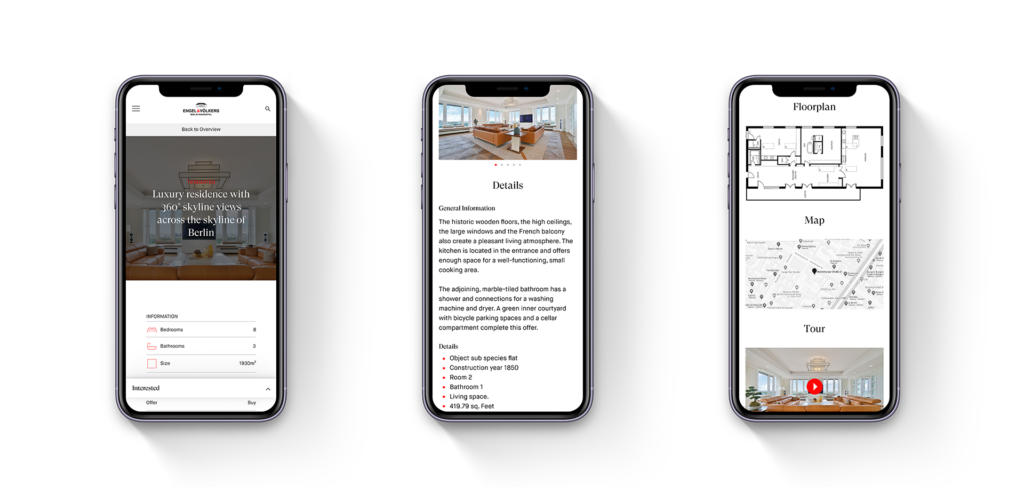 ENGEL&VÖLKERS
Back to Overview
Luxury residence with
360° skyline views
across the skyline of
Berlin
INFORMATION
Bedrooms 8
Bathrooms 3
Size 1930m²
Interested
Offer Buy
Details
General Information
The historic wooden floors, the high ceilings,
the large windows and the French balcony
also create a pleasant living atmosphere. The
kitchen is located in the entrance and offers
enough space for a well-functioning, small
cooking area.
The adjoining, marble-tiled bathroom has a
shower and connections for a washing
machine and dryer. A green inner courtyard
with bicycle parking spaces and a cellar
compartment complete this offer.
Details
Object sub species flat
Construction year 1850
Room 2
Bathroom 1
Living space.
419.79 sq. Feet
Floorplan
Map
Tour